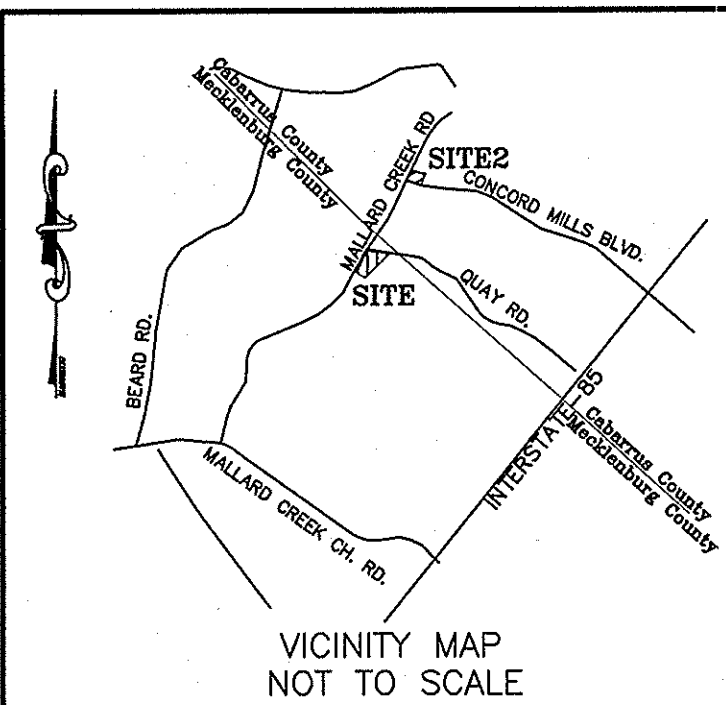 Cabarrus County
Mecklenburg County
MALLARD CREEK RD
SITE2
CONCORD MILLS BLVD.
SITE
QUAY RD.
BEARD RD.
INTERSTATE 85
Cabarrus County
Mecklenburg County
MALLARD CREEK CH. RD.
VICINITY MAP
NOT TO SCALE